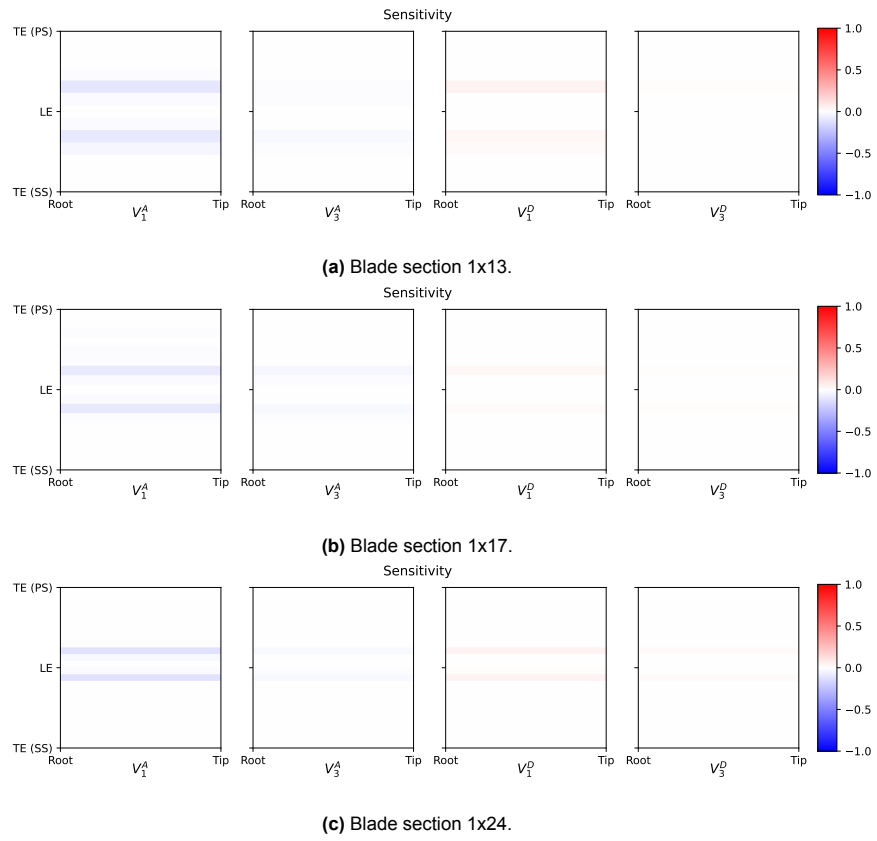 Sensitivity
TE (PS)
LE
TE (SS)
Root Tip Root Tip Root Tip Root Tip
V_1^A V_3^A V_1^D V_3^D
1.0
0.5
0.0
−0.5
−1.0
(a) Blade section 1x13.
Sensitivity
TE (PS)
LE
TE (SS)
Root Tip Root Tip Root Tip Root Tip
V_1^A V_3^A V_1^D V_3^D
1.0
0.5
0.0
−0.5
−1.0
(b) Blade section 1x17.
Sensitivity
TE (PS)
LE
TE (SS)
Root Tip Root Tip Root Tip Root Tip
V_1^A V_3^A V_1^D V_3^D
1.0
0.5
0.0
−0.5
−1.0
(c) Blade section 1x24.